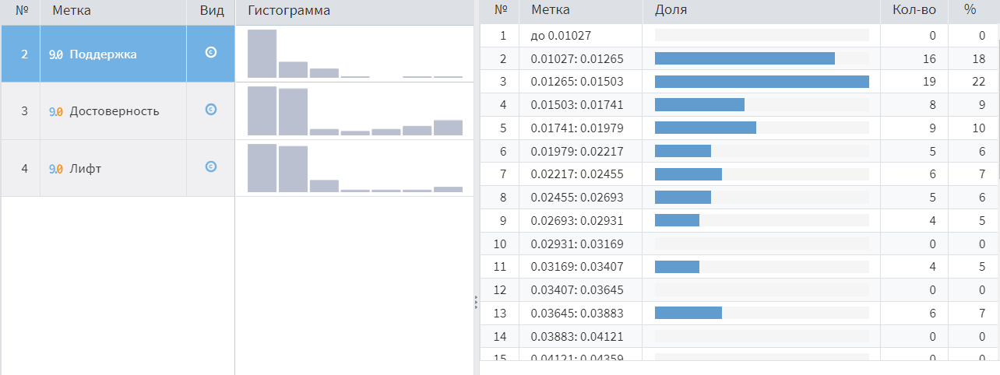 № Метка Вид Гистограмма
2 9.0 Поддержка
3 9.0 Достоверность
4 9.0 Лифт
№ Метка Доля Кол-во %
1 до 0.01027 0 0
2 0.01027: 0.01265 16 18
3 0.01265: 0.01503 19 22
4 0.01503: 0.01741 8 9
5 0.01741: 0.01979 9 10
6 0.01979: 0.02217 5 6
7 0.02217: 0.02455 6 7
8 0.02455: 0.02693 5 6
9 0.02693: 0.02931 4 5
10 0.02931: 0.03169 0 0
11 0.03169: 0.03407 4 5
12 0.03407: 0.03645 0 0
13 0.03645: 0.03883 6 7
14 0.03883: 0.04121 0 0
15 0.04121: 0.04359 0 0